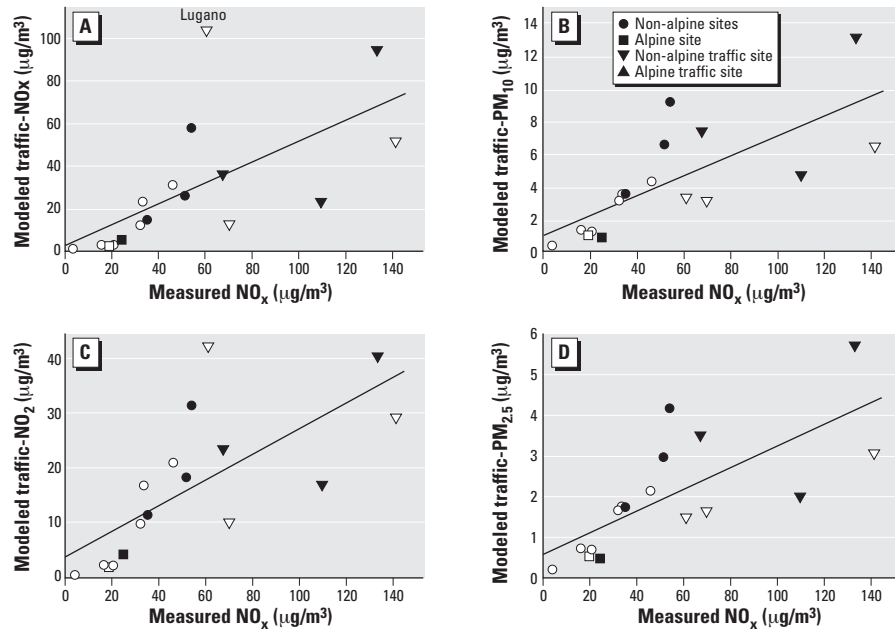 Lugano
A
Modeled traffic-NOx (μg/m³)
100
80
60
40
20
0
0 20 40 60 80 100 120 140
Measured NOₓ (μg/m³)
B
Non-alpine sites
Alpine site
Non-alpine traffic site
Alpine traffic site
Modeled traffic-PM₁₀ (μg/m³)
14
12
10
8
6
4
2
0
0 20 40 60 80 100 120 140
Measured NOₓ (μg/m³)
C
Modeled traffic-NO₂ (μg/m³)
40
30
20
10
0
0 20 40 60 80 100 120 140
Measured NOₓ (μg/m³)
D
Modeled traffic-PM₂.₅ (μg/m³)
6
5
4
3
2
1
0
0 20 40 60 80 100 120 140
Measured NOₓ (μg/m³)